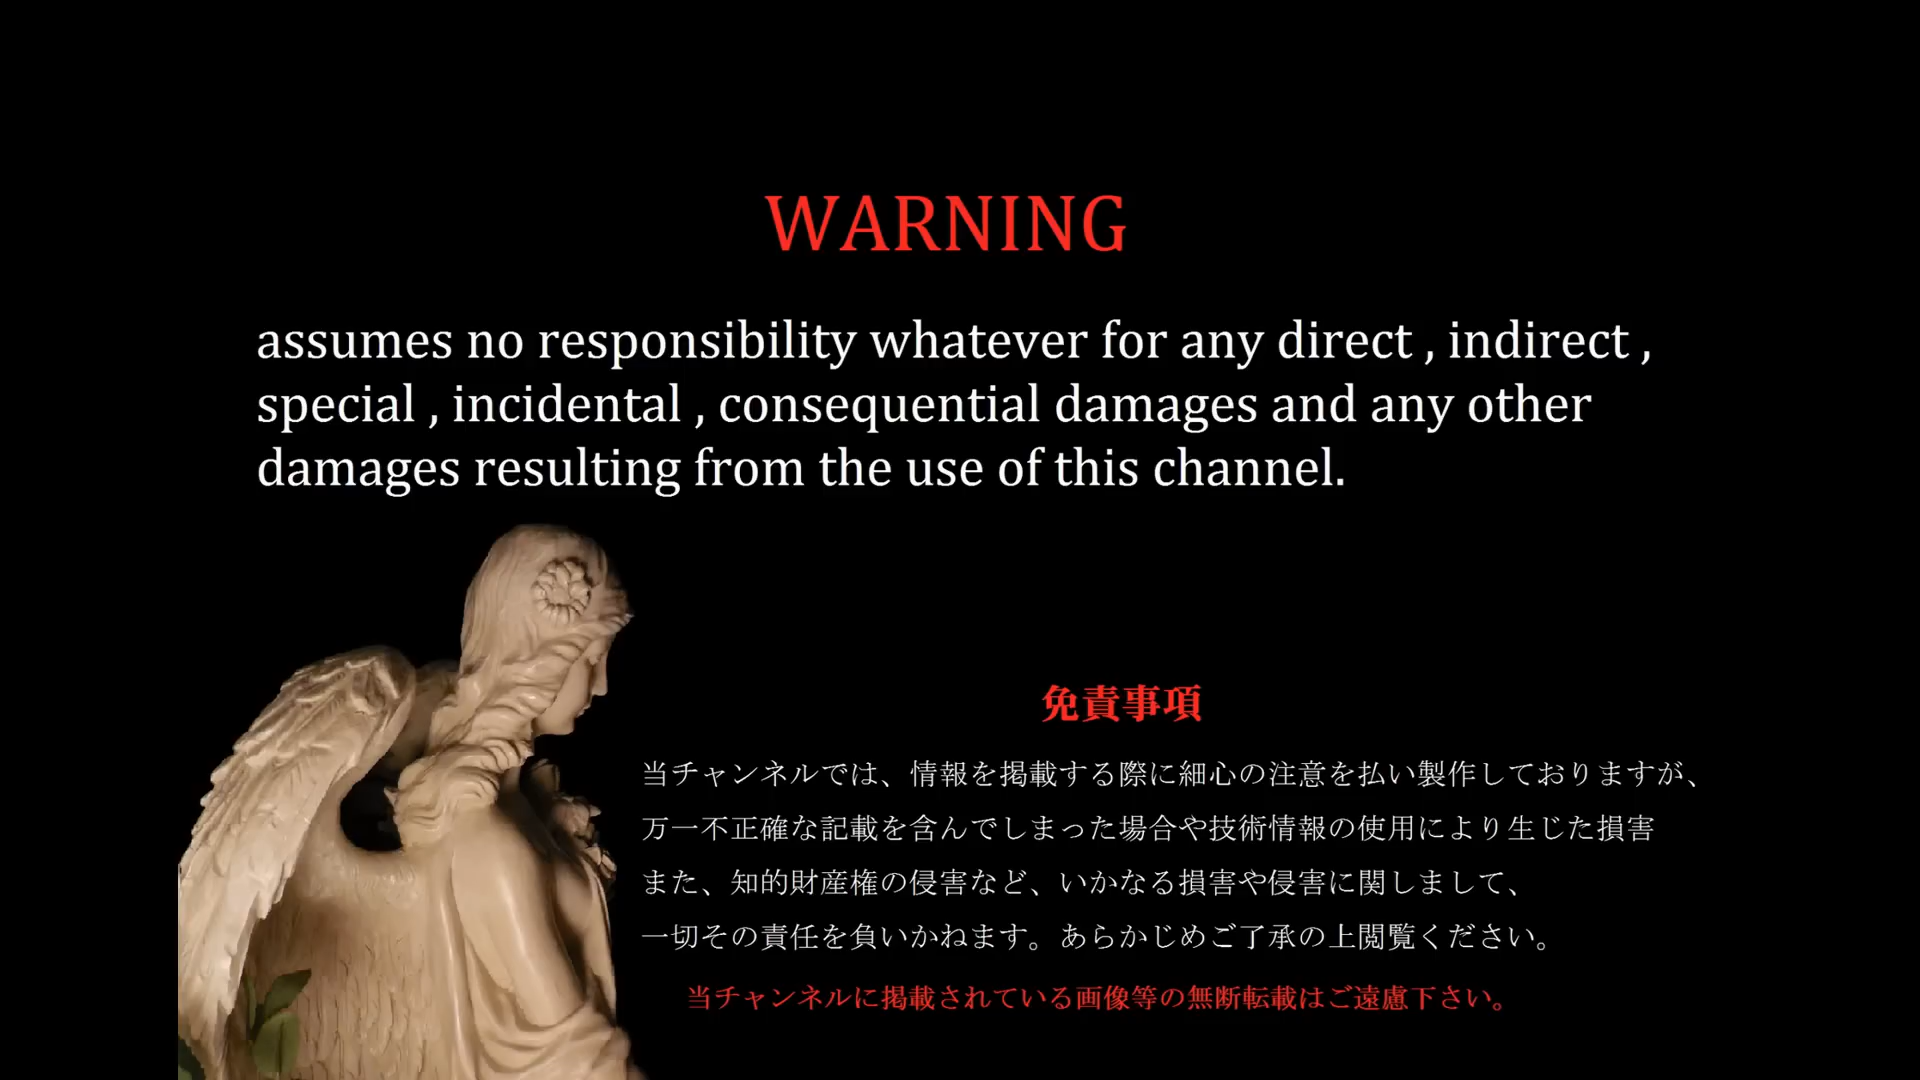 WARNING
assumes no responsibility whatever for any direct , indirect ,
special , incidental , consequential damages and any other
damages resulting from the use of this channel.
免責事項
当チャンネルでは、情報を掲載する際に細心の注意を払い製作しておりますが、
万一不正確な記載を含んでしまった場合や技術情報の使用により生じた損害
また、知的財産権の侵害など、いかなる損害や侵害に関しまして、
一切その責任を負いかねます。あらかじめご了承の上閲覧ください。
当チャンネルに掲載されている画像等の無断転載はご遠慮下さい。